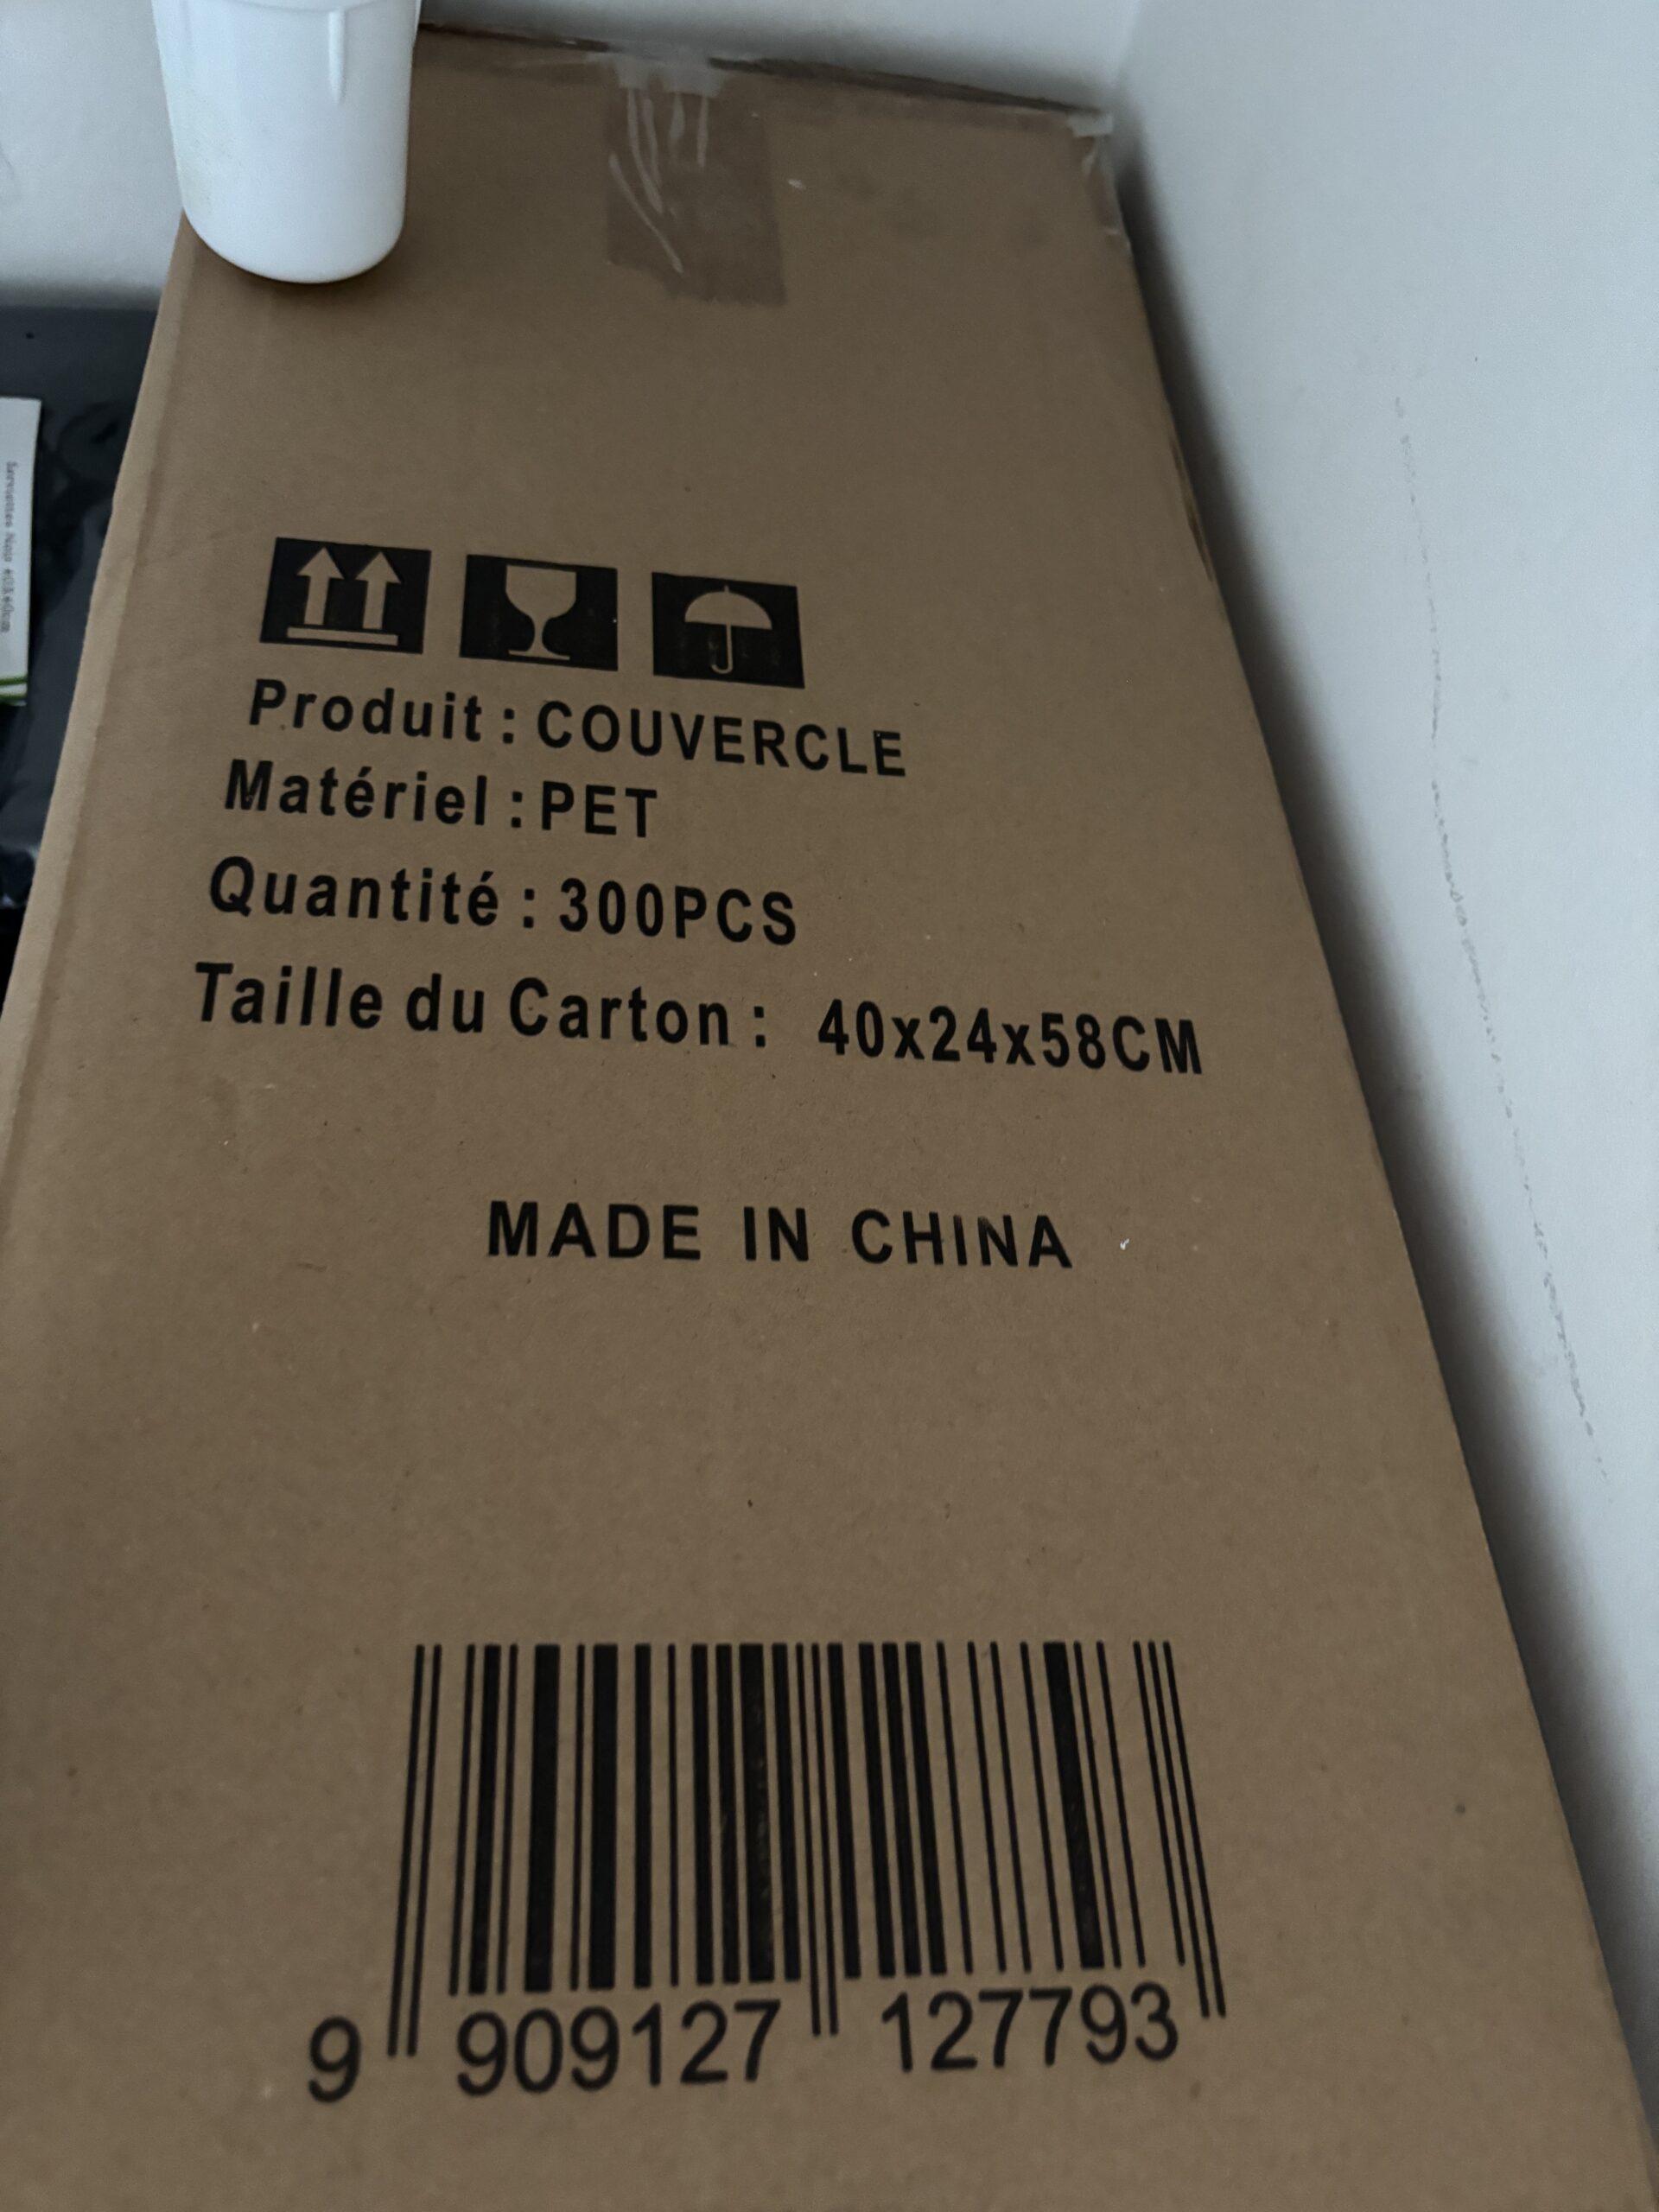 Produit : COUVERCLE
Matériel : PET
Quantité : 300PCS
Taille du Carton : 40x24x58CM
MADE IN CHINA
9 909127 127793